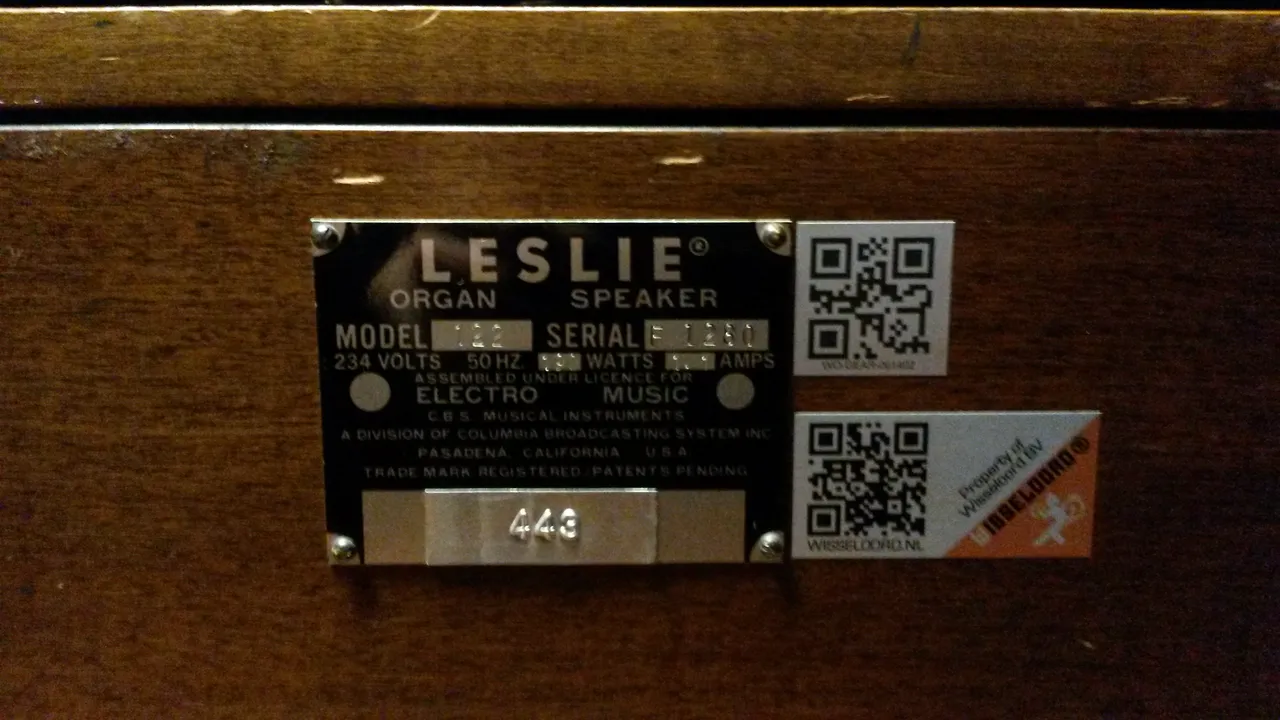 LESLIE®
ORGAN SPEAKER
MODEL 122 SERIAL F 1260
234 VOLTS 50 HZ. WATTS AMPS
ASSEMBLED UNDER LICENCE FOR
ELECTRO MUSIC
C.B.S. MUSICAL INSTRUMENTS
A DIVISION OF COLUMBIA BROADCASTING SYSTEM INC
PASADENA, CALIFORNIA U.S.A.
TRADE MARK REGISTERED/PATENTS PENDING
443
WISSELOORD.NL
Property of
Wisseloord BV
WISSELOORD®